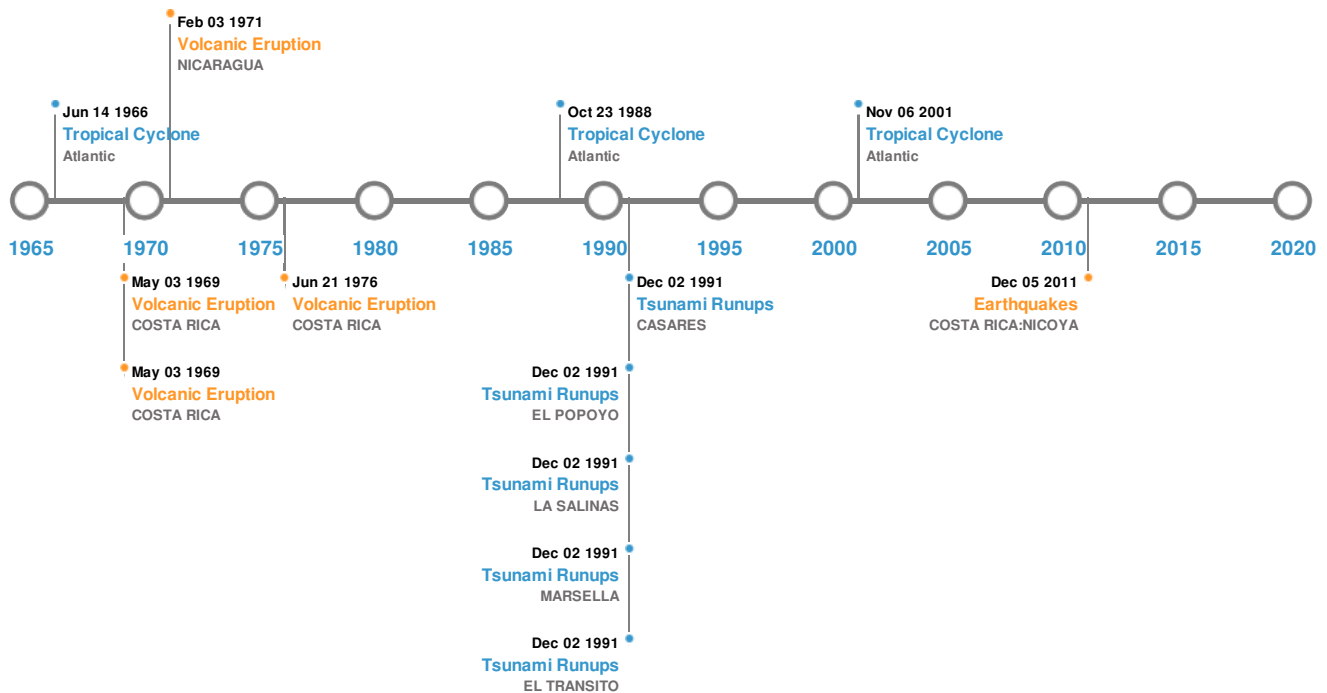 Feb 03 1971
Volcanic Eruption
NICARAGUA
Jun 14 1966
Tropical Cyclone
Atlantic
Oct 23 1988
Tropical Cyclone
Atlantic
Nov 06 2001
Tropical Cyclone
Atlantic
1965 1970 1975 1980 1985 1990 1995 2000 2005 2010 2015 2020
May 03 1969
Volcanic Eruption
COSTA RICA
Jun 21 1976
Volcanic Eruption
COSTA RICA
Dec 02 1991
Tsunami Runups
CASARES
Dec 05 2011
Earthquakes
COSTA RICA:NICOYA
May 03 1969
Volcanic Eruption
COSTA RICA
Dec 02 1991
Tsunami Runups
EL POPOYO
Dec 02 1991
Tsunami Runups
LA SALINAS
Dec 02 1991
Tsunami Runups
MARSELLA
Dec 02 1991
Tsunami Runups
EL TRANSITO